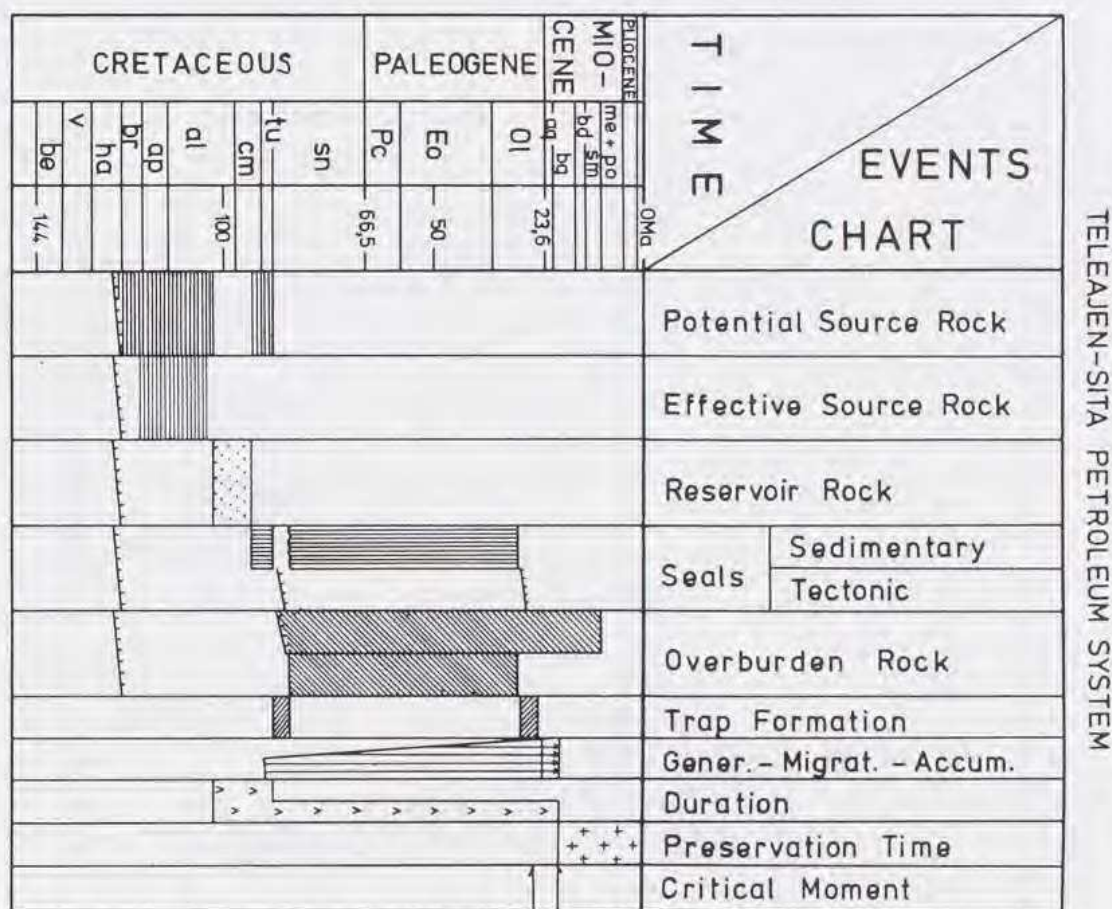 CRETACEOUS
PALEOGENE
MIO-
CENE
PLIOCENE
be
v
ha
br
ap
al
cm
tu
sn
Pc
Eo
Ol
aq
bg
bd
sm
me + po
144
100
66,5
50
23,6
0Ma
TIME
EVENTS
CHART
Potential Source Rock
Effective Source Rock
Reservoir Rock
Seals
Sedimentary
Tectonic
Overburden Rock
Trap Formation
Gener.-Migrat.-Accum.
Duration
Preservation Time
Critical Moment
TELEAJEN-SITA PETROLEUM SYSTEM